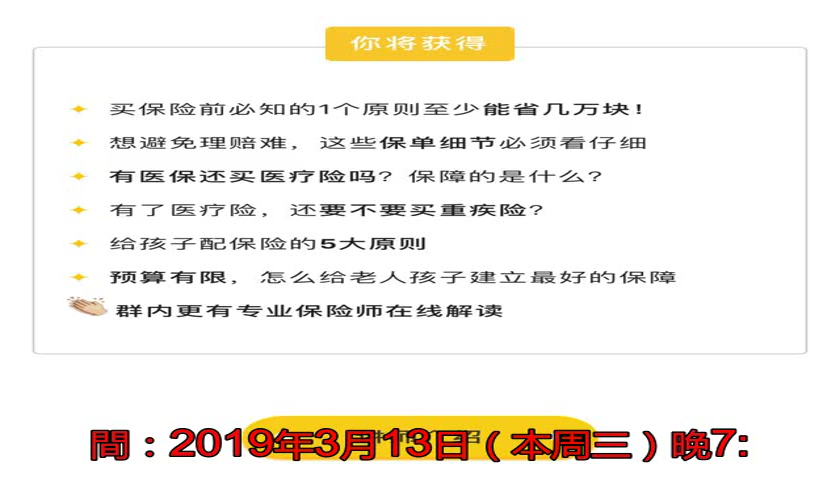 你将获得
买保险前必知的1个原则至少能省几万块!
想避免理赔难，这些保单细节必须看仔细
有医保还买医疗险吗? 保障的是什么?
有了医疗险，还要不要买重疾险?
给孩子配保险的5大原则
预算有限，怎么给老人孩子建立最好的保障
群内更有专业保险师在线解读
間：2019年3月13日（本周三）晚7: